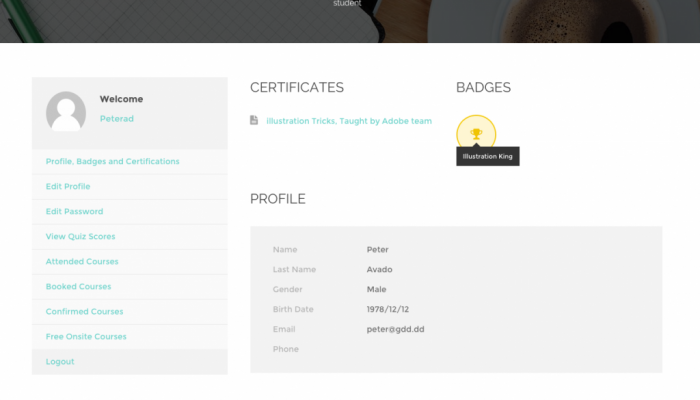 student
Welcome
Peterad
Profile, Badges and Certifications
Edit Profile
Edit Password
View Quiz Scores
Attended Courses
Booked Courses
Confirmed Courses
Free Onsite Courses
Logout
CERTIFICATES
illustration Tricks, Taught by Adobe team
BADGES
Illustration King
PROFILE
Name Peter
Last Name Avado
Gender Male
Birth Date 1978/12/12
Email peter@gdd.dd
Phone